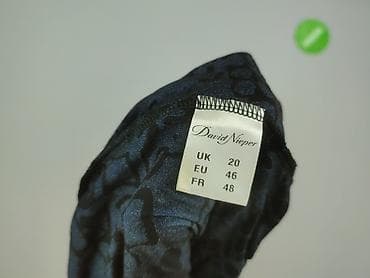 David Nieper
UK 20
EU 46
FR 48